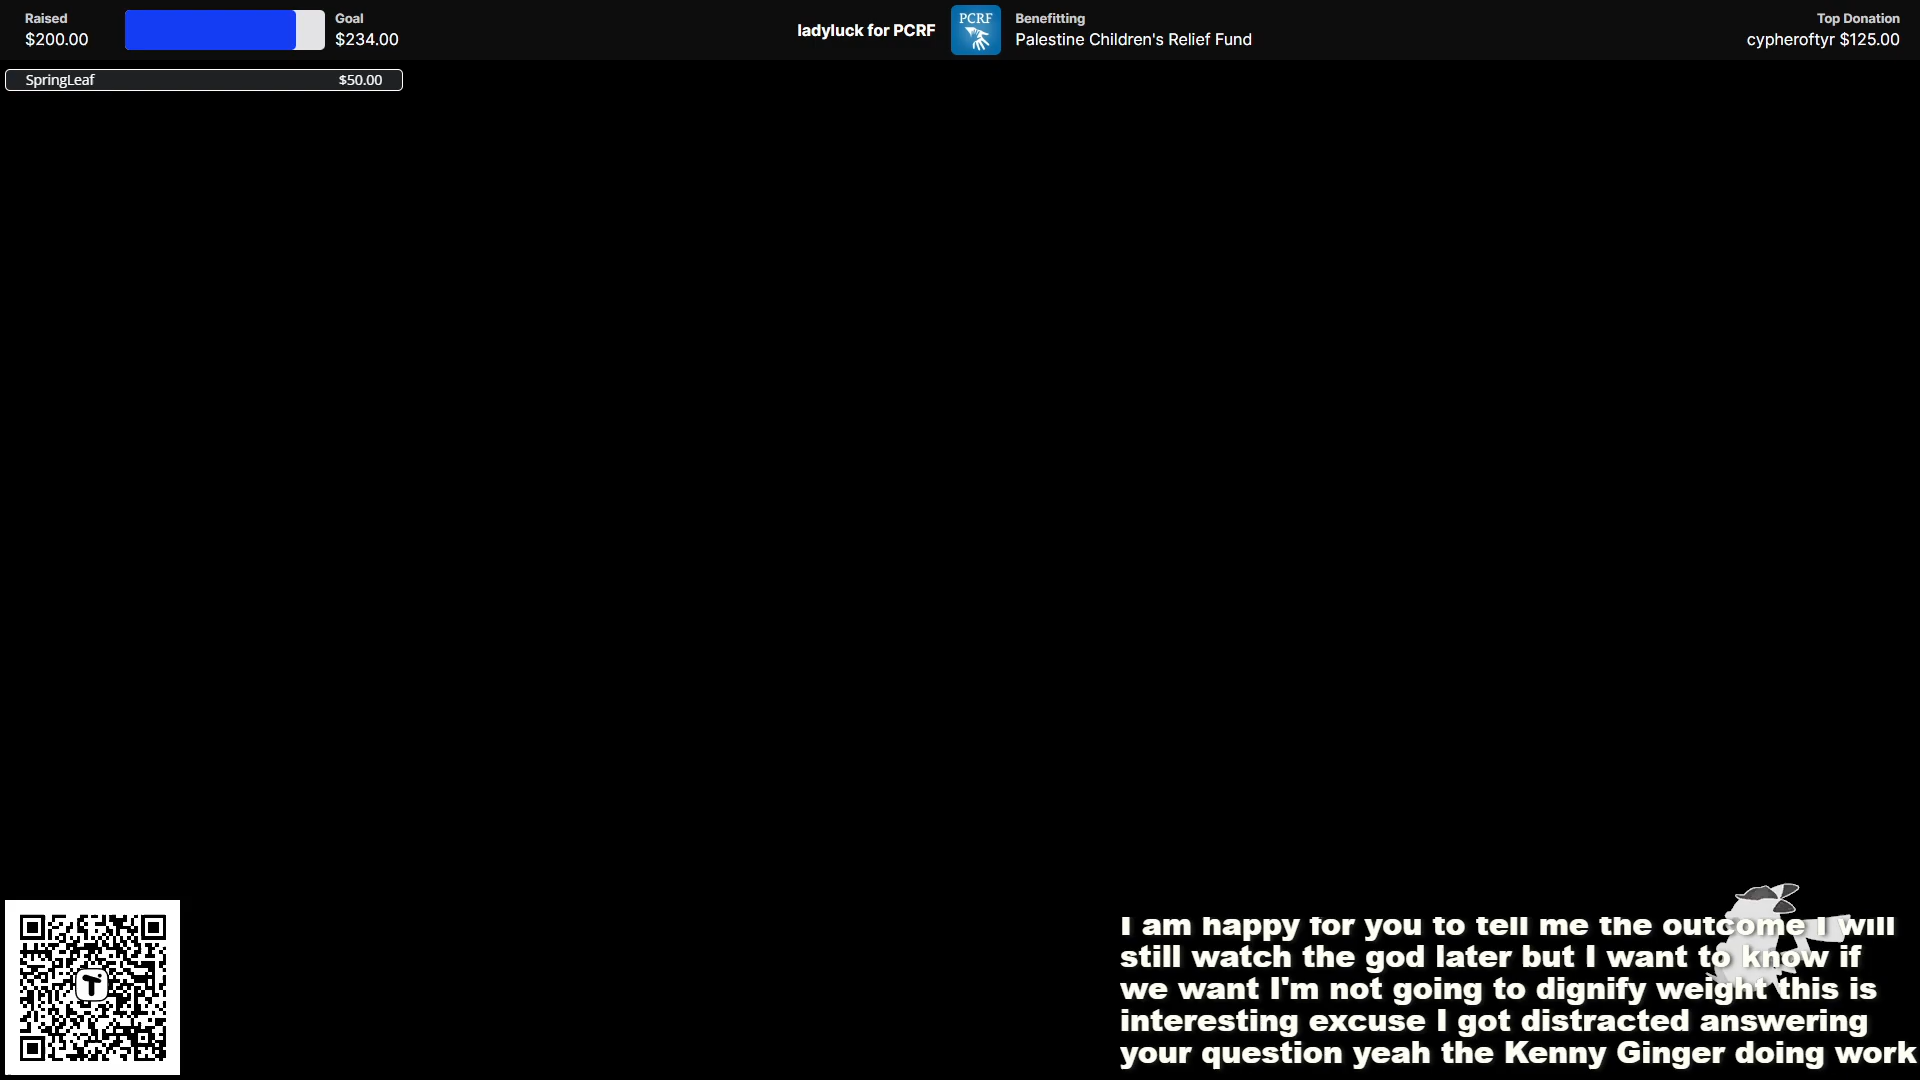 Raised
$200.00
Goal
$234.00
ladyluck for PCRF
PCRF
Benefitting
Palestine Children's Relief Fund
Top Donation
cypheroftyr $125.00
SpringLeaf $50.00
I am happy for you to tell me the outcome I will
still watch the god later but I want to know if
we want I'm not going to dignify weight this is
interesting excuse I got distracted answering
your question yeah the Kenny Ginger doing work